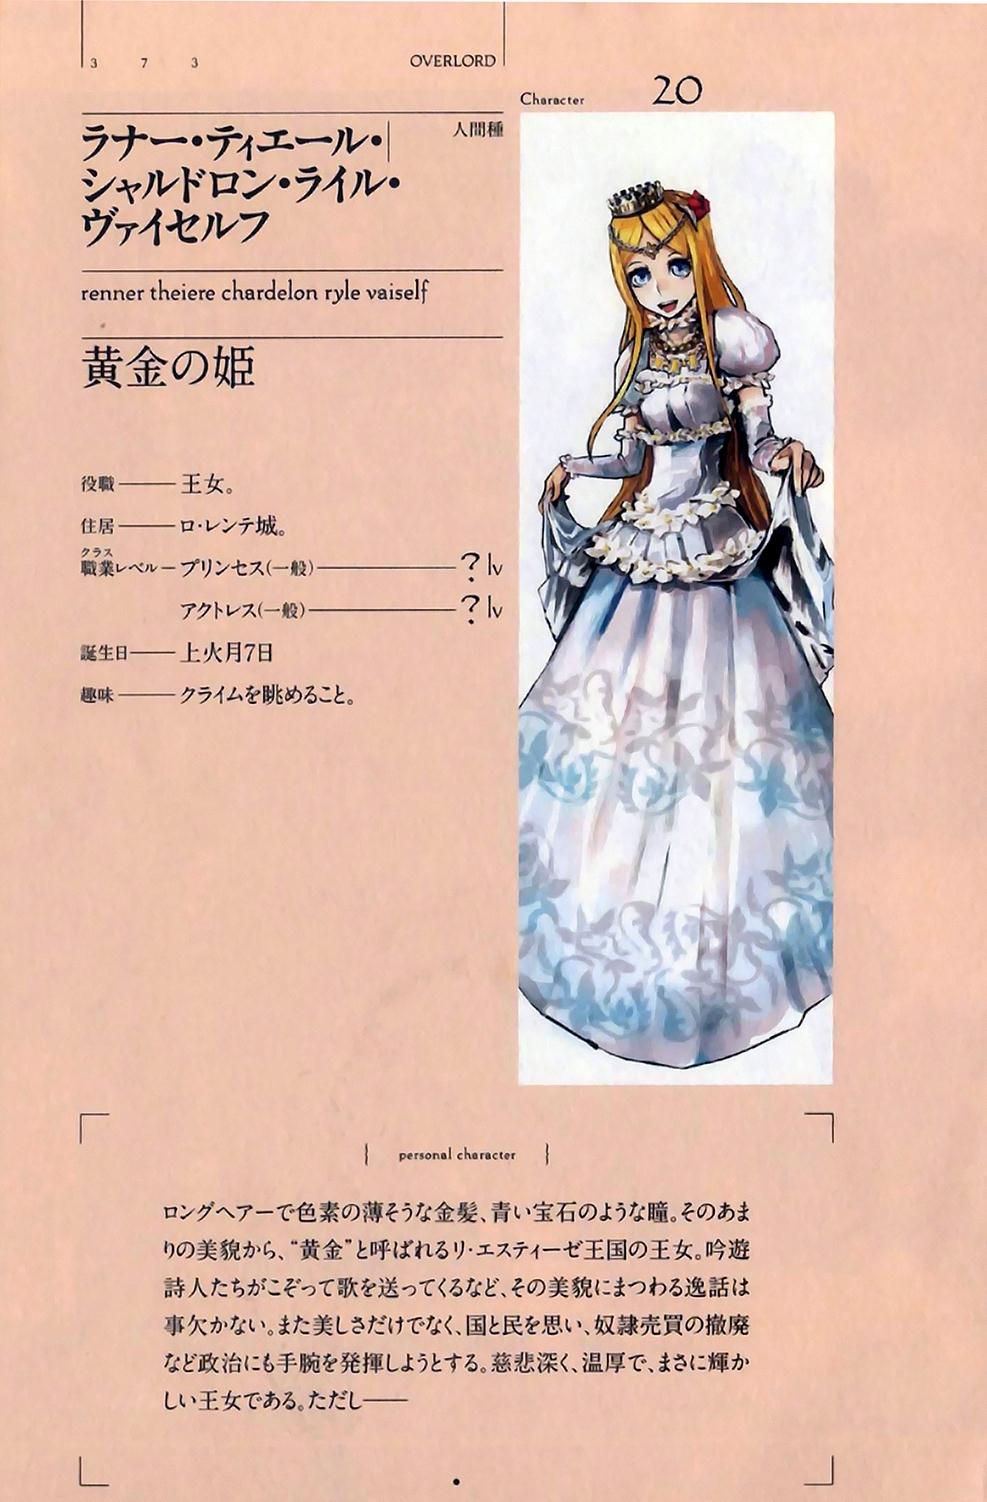 3 7 3
OVERLORD
Character 20
ラナー・ティエール・
シャルドロン・ライル・
ヴァイセルフ
人間種
renner theiere chardelon ryle vaiself
黄金の姫
役職――王女。
住居――ロ・レンテ城。
クラス
職業レベル―プリンセス(一般)――?lv
アクトレス(一般)――?lv
誕生日――上火月7日
趣味――クライムを眺めること。
personal character
ロングヘアーで色素の薄そうな金髪、青い宝石のような瞳。そのあま
りの美貌から、“黄金”と呼ばれるリ・エスティーゼ王国の王女。吟遊
詩人たちがこぞって歌を送ってくるなど、その美貌にまつわる逸話は
事欠かない。また美しさだけでなく、国と民を思い、奴隷売買の撤廃
など政治にも手腕を発揮しようとする。慈悲深く、温厚で、まさに輝か
しい王女である。ただし――